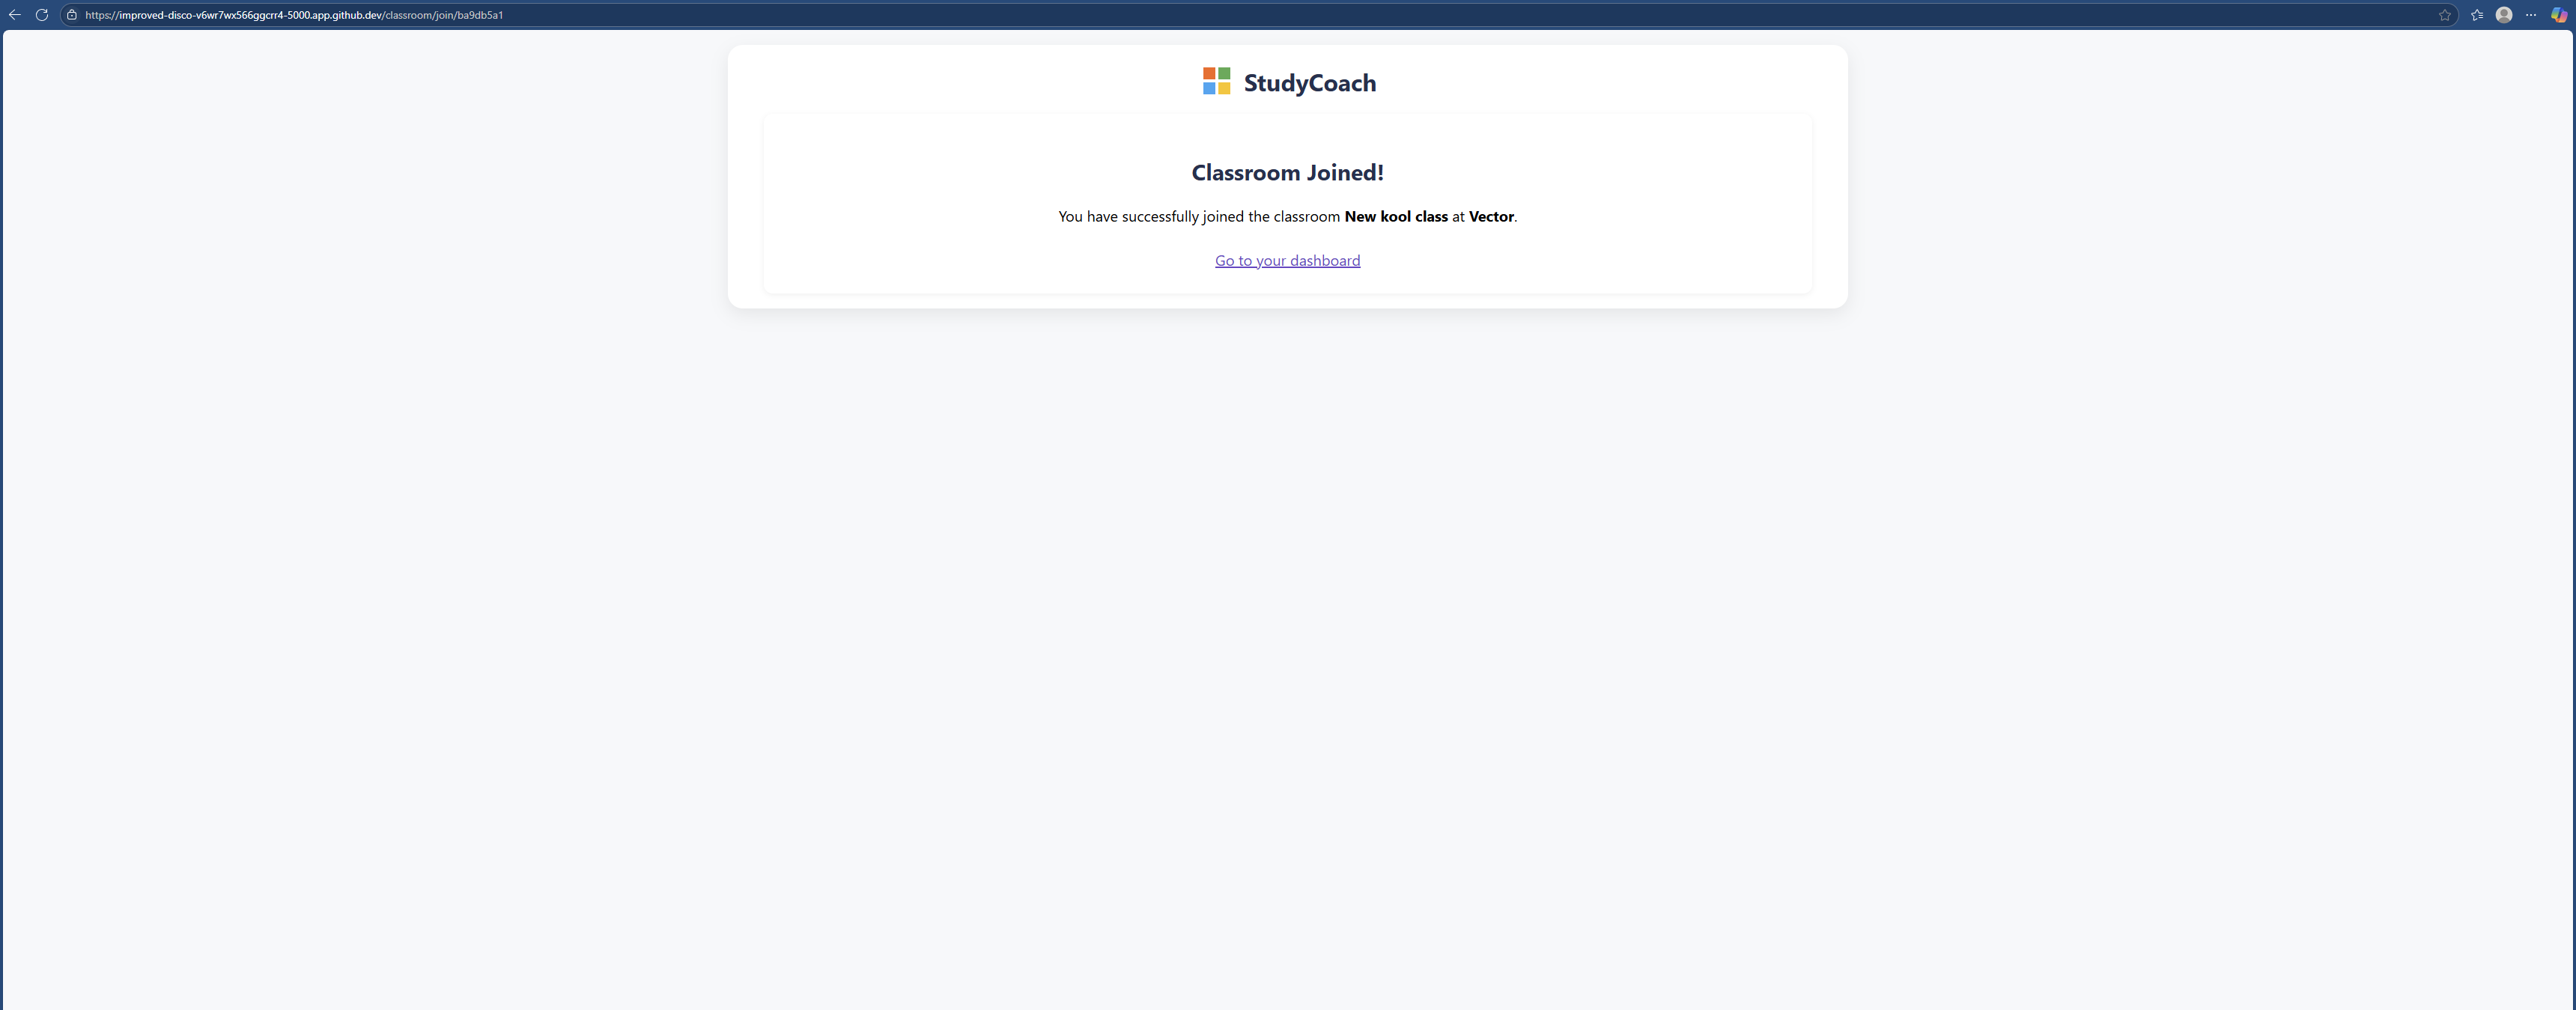 https://improved-disco-v6wr7wx566ggcrr4-5000.app.github.dev/classroom/join/ba9db5a1
StudyCoach
Classroom Joined!
You have successfully joined the classroom New kool class at Vector.
Go to your dashboard